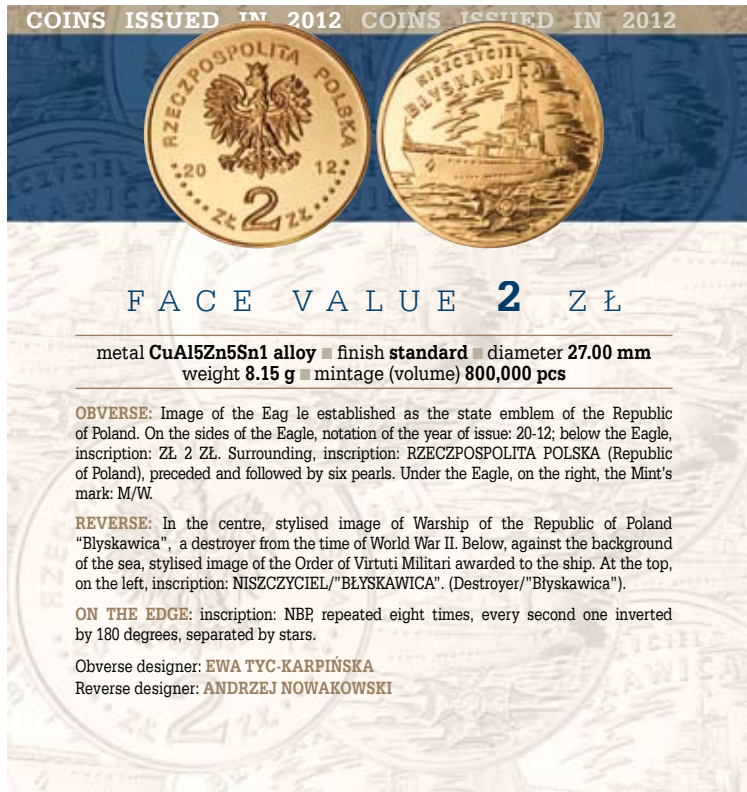 COINS ISSUED IN 2012 COINS ISSUED IN 2012
RZECZPOSPOLITA POLSKA
20 12
ZŁ 2 ZŁ
NISZCZYCIEL
BŁYSKAWICA
FACE VALUE 2 ZŁ
metal CuAl5Zn5Sn1 alloy ■ finish standard ■ diameter 27.00 mm
weight 8.15 g ■ mintage (volume) 800,000 pcs
OBVERSE: Image of the Eag le established as the state emblem of the Republic
of Poland. On the sides of the Eagle, notation of the year of issue: 20-12; below the Eagle,
inscription: ZŁ 2 ZŁ. Surrounding, inscription: RZECZPOSPOLITA POLSKA (Republic
of Poland), preceded and followed by six pearls. Under the Eagle, on the right, the Mint's
mark: M/W.
REVERSE: In the centre, stylised image of Warship of the Republic of Poland
“Blyskawica”, a destroyer from the time of World War II. Below, against the background
of the sea, stylised image of the Order of Virtuti Militari awarded to the ship. At the top,
on the left, inscription: NISZCZYCIEL/”BŁYSKAWICA”. (Destroyer/”Błyskawica”).
ON THE EDGE: inscription: NBP, repeated eight times, every second one inverted
by 180 degrees, separated by stars.
Obverse designer: EWA TYC-KARPIŃSKA
Reverse designer: ANDRZEJ NOWAKOWSKI